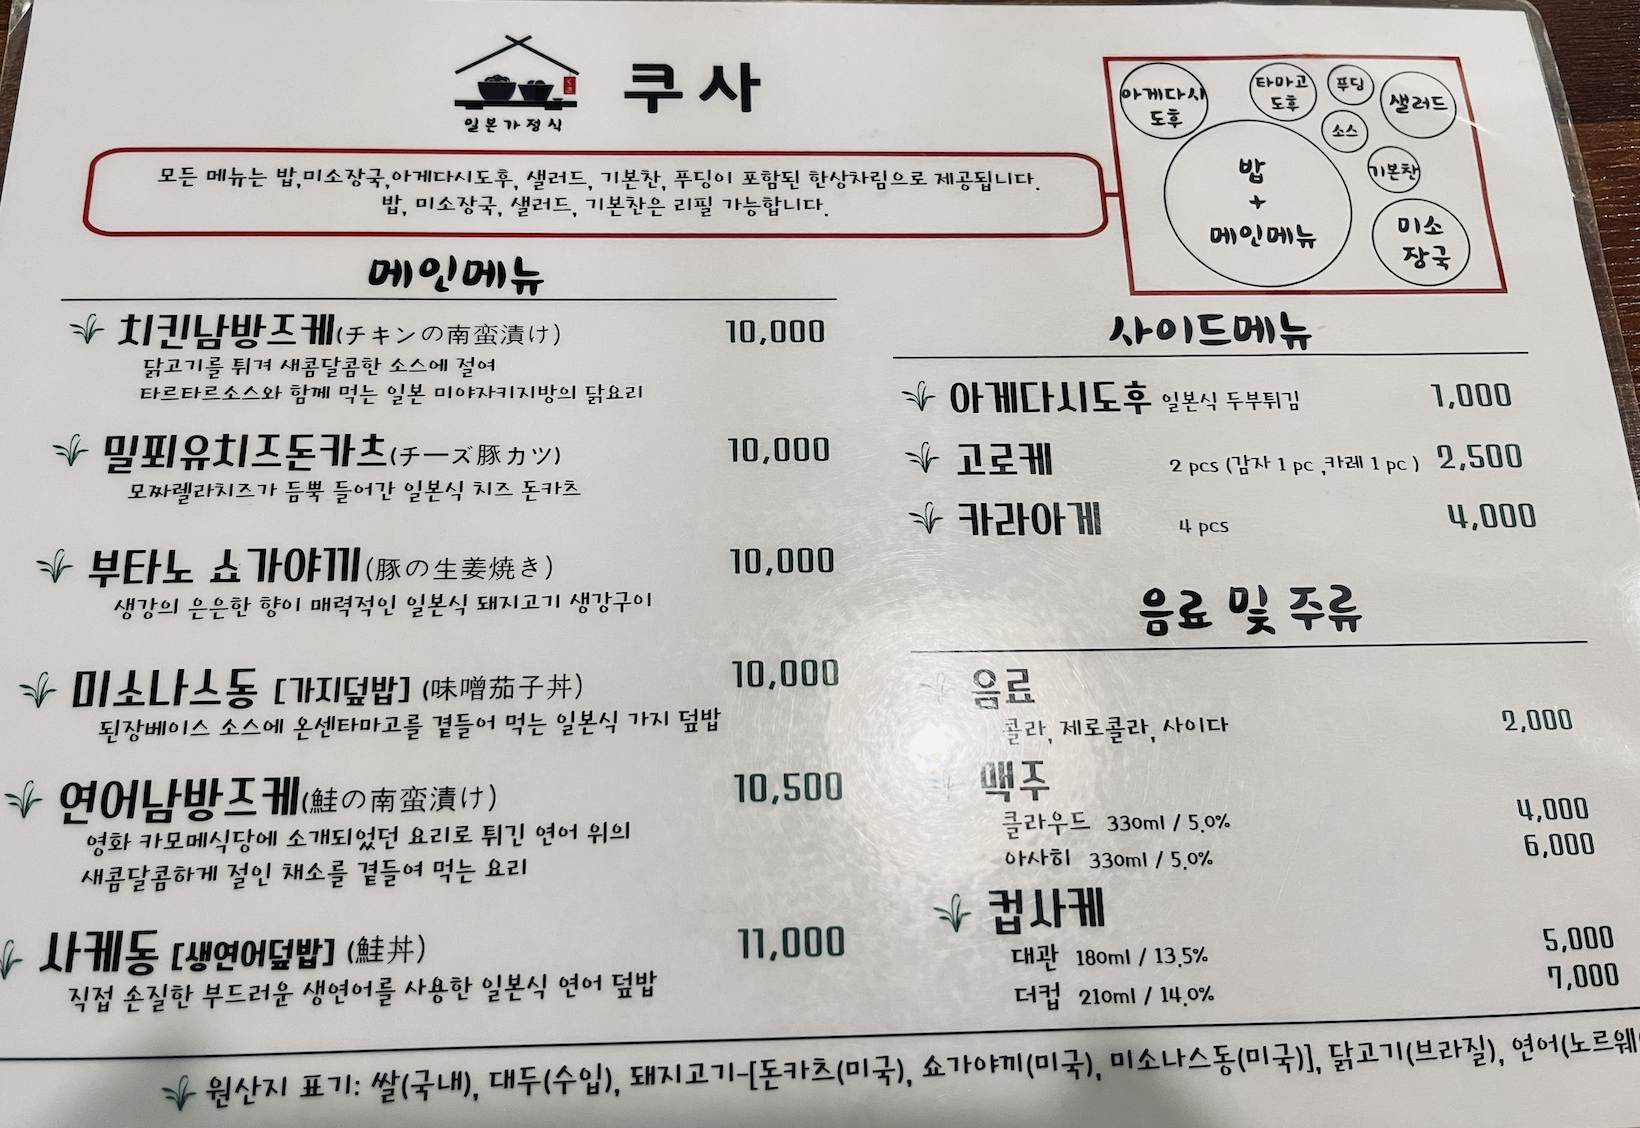 쿠사
일본가정식
모든 메뉴는 밥,미소장국,아게다시도후, 샐러드, 기본찬, 푸딩이 포함된 한상차림으로 제공됩니다.
밥, 미소장국, 샐러드, 기본찬은 리필 가능합니다.
아게다시
도후
타마고
도후
푸딩
샐러드
소스
기본찬
밥
+
메인메뉴
미소
장국
메인메뉴
치킨남방즈케(チキンの南蛮漬け) 10,000
닭고기를 튀겨 새콤달콤한 소스에 절여
타르타르소스와 함께 먹는 일본 미야자키지방의 닭요리
밀푀유치즈돈카츠(チーズ豚カツ) 10,000
모짜렐라치즈가 듬뿍 들어간 일본식 치즈 돈카츠
부타노 쇼가야끼(豚の生姜焼き) 10,000
생강의 은은한 향이 매력적인 일본식 돼지고기 생강구이
미소나스동 [가지덮밥] (味噌茄子丼) 10,000
된장베이스 소스에 온센타마고를 곁들어 먹는 일본식 가지 덮밥
연어남방즈케(鮭の南蛮漬け) 10,500
영화 카모메식당에 소개되었던 요리로 튀긴 연어 위의
새콤달콤하게 절인 채소를 곁들여 먹는 요리
사케동 [생연어덮밥] (鮭丼) 11,000
직접 손질한 부드러운 생연어를 사용한 일본식 연어 덮밥
사이드메뉴
아게다시도후 일본식 두부튀김 1,000
고로케 2 pcs (감자 1 pc ,카레 1 pc ) 2,500
카라아게 4 pcs 4,000
음료 및 주류
음료
콜라, 제로콜라, 사이다 2,000
맥주
클라우드 330ml / 5.0% 4,000
아사히 330ml / 5.0% 6,000
컵사케
대관 180ml / 13.5% 5,000
더컵 210ml / 14.0% 7,000
원산지 표기: 쌀(국내), 대두(수입), 돼지고기-[돈카츠(미국), 쇼가야끼(미국), 미소나스동(미국)], 닭고기(브라질), 연어(노르웨